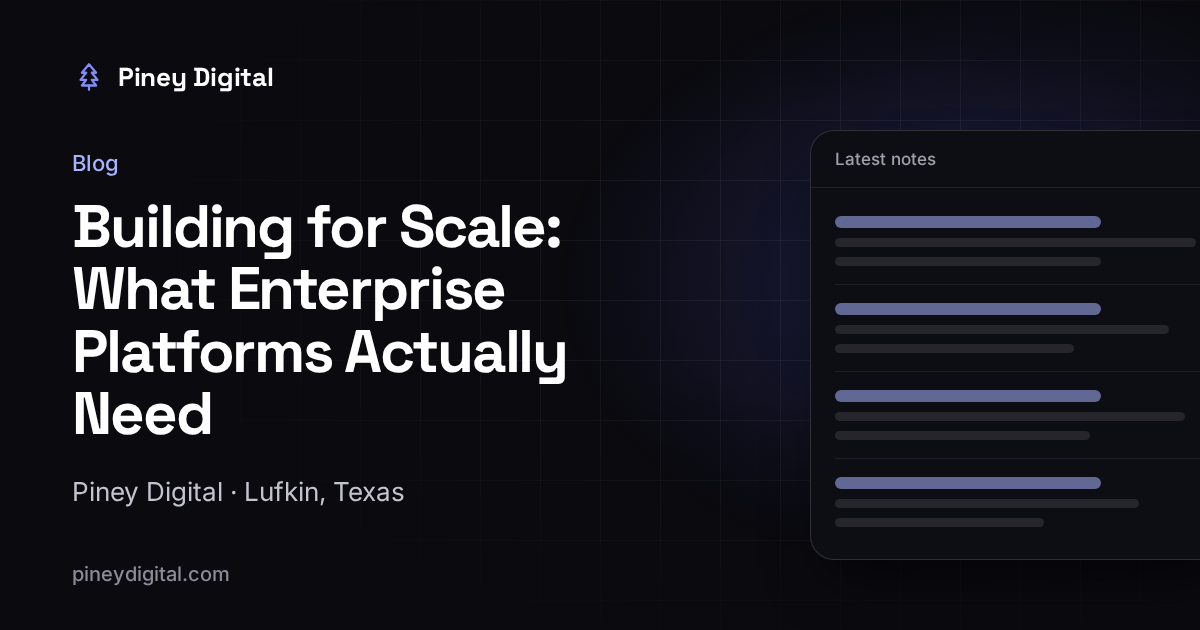 Piney Digital
Blog
Building for Scale:
What Enterprise
Platforms Actually
Need
Piney Digital · Lufkin, Texas
pineydigital.com
Latest notes